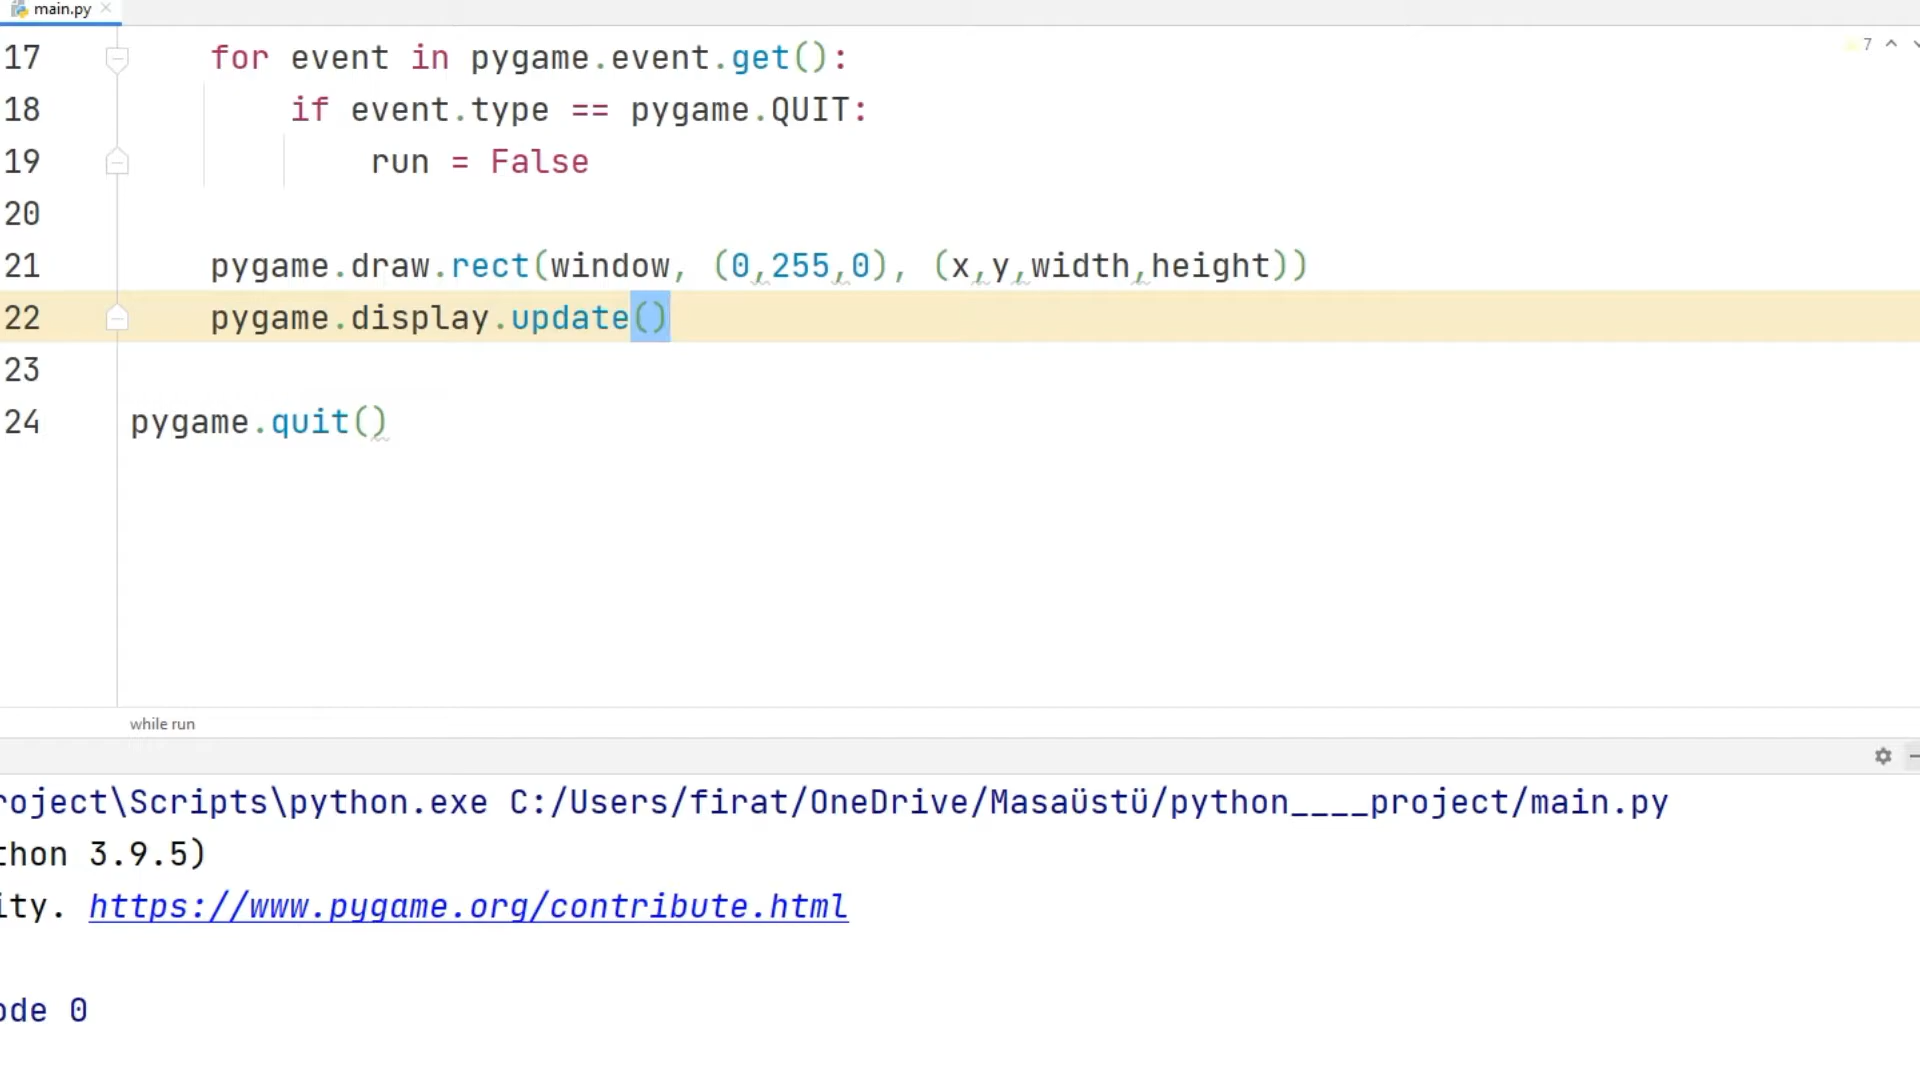 main.py
7
17 for event in pygame.event.get():
18 if event.type == pygame.QUIT:
19 run = False
20
21 pygame.draw.rect(window, (0,255,0), (x,y,width,height))
22 pygame.display.update()
23
24 pygame.quit()
while run
roject\Scripts\python.exe C:/Users/firat/OneDrive/Masaüstü/python____project/main.py
thon 3.9.5)
ity. https://www.pygame.org/contribute.html
ode 0